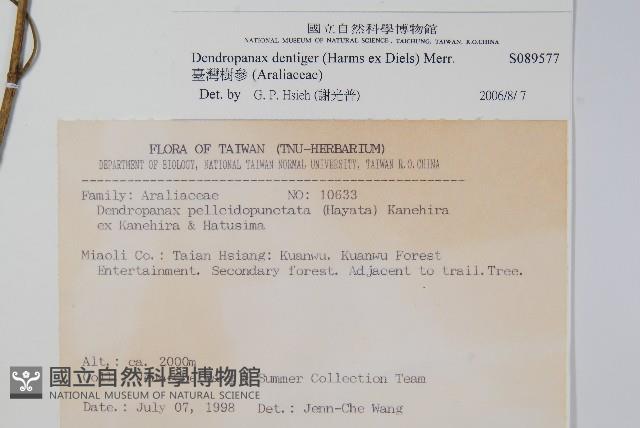 國立自然科學博物館
NATIONAL MUSEUM OF NATURAL SCIENCE, TAICHUNG, TAIWAN, R.O.CHINA
Dendropanax dentiger (Harms ex Diels) Merr. S089577
臺灣樹參 (Araliaceae)
Det. by G. P. Hsieh (謝光普) 2006/8/7
FLORA OF TAIWAN (TNU-HERBARIUM)
DEPARTMENT OF BIOLOGY, NATIONAL TAIWAN NORMAL UNIVERSITY, TAIWAN R.O.CHINA
Family: Araliaceae NO: 10633
Dendropanax pellcidopunctata (Hayata) Kanehira
ex Kanehira & Hatusima
Miaoli Co.: Taian Hsiang: Kuanwu. Kuanwu Forest
Entertainment. Secondary forest. Adjacent to trail. Tree.
Alt.: ca. 2000m
Summer Collection Team
國立自然科學博物館
NATIONAL MUSEUM OF NATURAL SCIENCE
Date.: July 07, 1998 Det.: Jenn-Che Wang